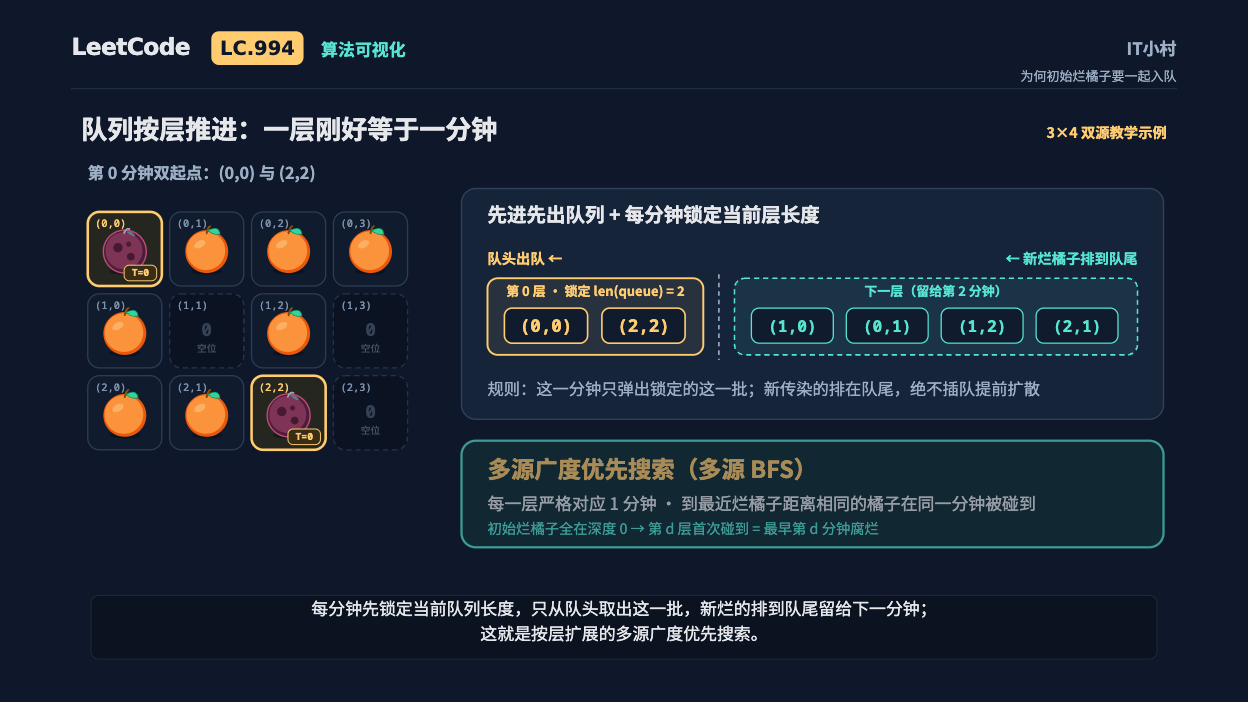 LeetCode LC.994 算法可视化
IT小村
为何初始烂橘子要一起入队
队列按层推进：一层刚好等于一分钟
3×4 双源教学示例
第 0 分钟双起点：(0,0) 与 (2,2)
(0,0) (0,1) (0,2) (0,3)
T=0
(1,0) (1,1) (1,2) (1,3)
0 0
空位 空位
(2,0) (2,1) (2,2) (2,3)
0
T=0 空位
先进先出队列 + 每分钟锁定当前层长度
队头出队 ← ← 新烂橘子排到队尾
第 0 层 · 锁定 len(queue) = 2
(0,0) (2,2)
下一层（留给第 2 分钟）
(1,0) (0,1) (1,2) (2,1)
规则：这一分钟只弹出锁定的这一批；新传染的排在队尾，绝不插队提前扩散
多源广度优先搜索（多源 BFS）
每一层严格对应 1 分钟 · 到最近烂橘子距离相同的橘子在同一分钟被碰到
初始烂橘子全在深度 0 → 第 d 层首次碰到 = 最早第 d 分钟腐烂
每分钟先锁定当前队列长度，只从队头取出这一批，新烂的排到队尾留给下一分钟；
这就是按层扩展的多源广度优先搜索。